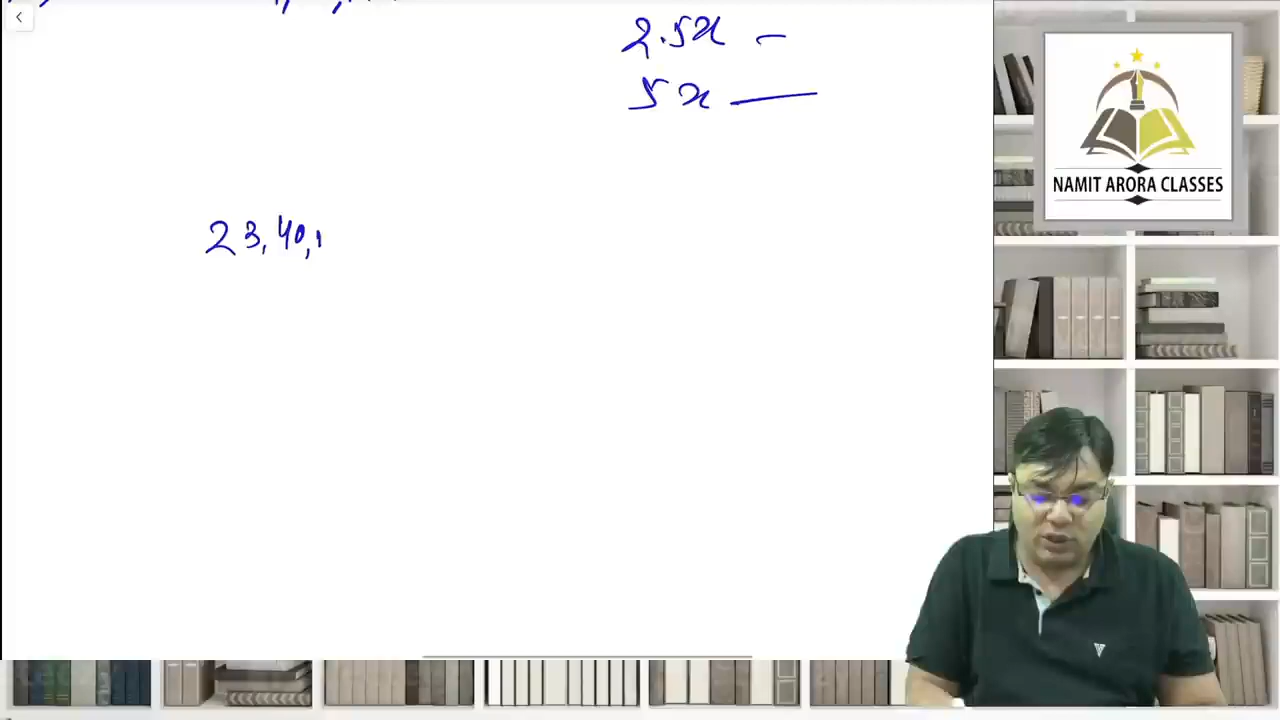 2.5x –
5x —
23,40,
NAMIT ARORA CLASSES